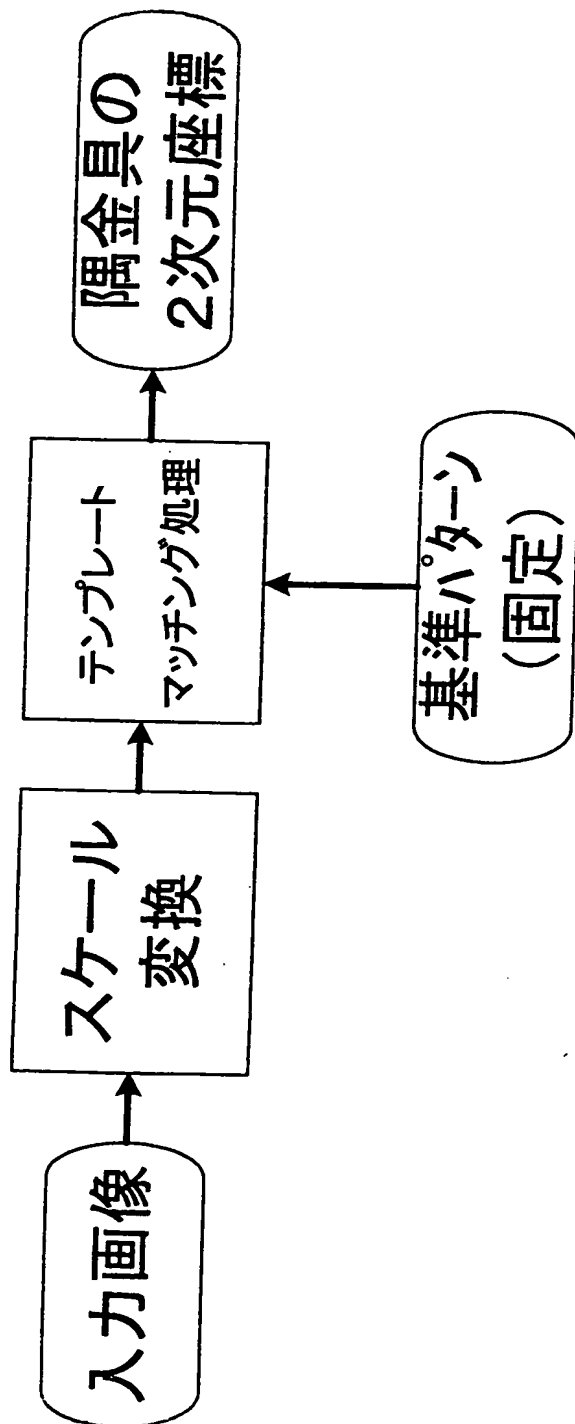 入力画像
スケール
変換
テンプレート
マッチング処理
隅金具の
2次元座標
基準パターン
(固定)